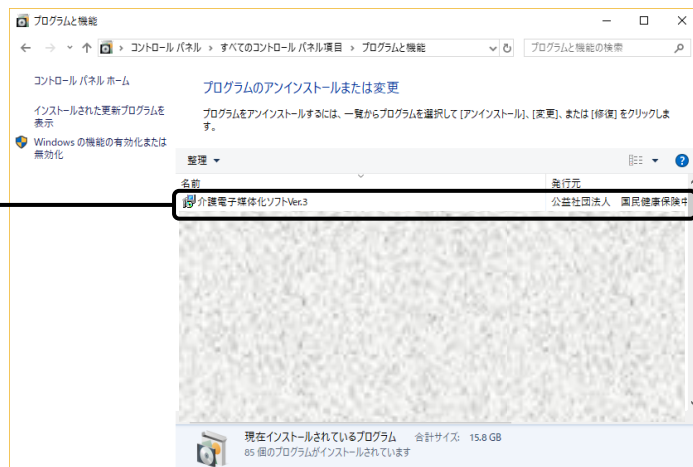 プログラムと機能
コントロール パネル › すべてのコントロール パネル項目 › プログラムと機能
プログラムと機能の検索
コントロール パネル ホーム
インストールされた更新プログラムを
表示
Windows の機能の有効化または
無効化
プログラムのアンインストールまたは変更
プログラムをアンインストールするには、一覧からプログラムを選択して [アンインストール]、[変更]、または [修復] をクリックしま
す。
整理
名前 発行元
介護電子媒体化ソフトVer.3 公益社団法人 国民健康保険中
現在インストールされているプログラム 合計サイズ: 15.8 GB
85 個のプログラムがインストールされています